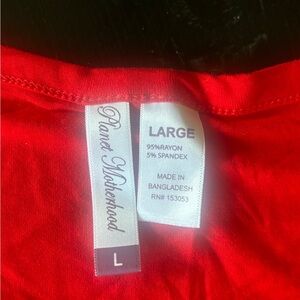 Planet Motherhood
L
LARGE
95%RAYON
5% SPANDEX
MADE IN
BANGLADESH
RN# 153053